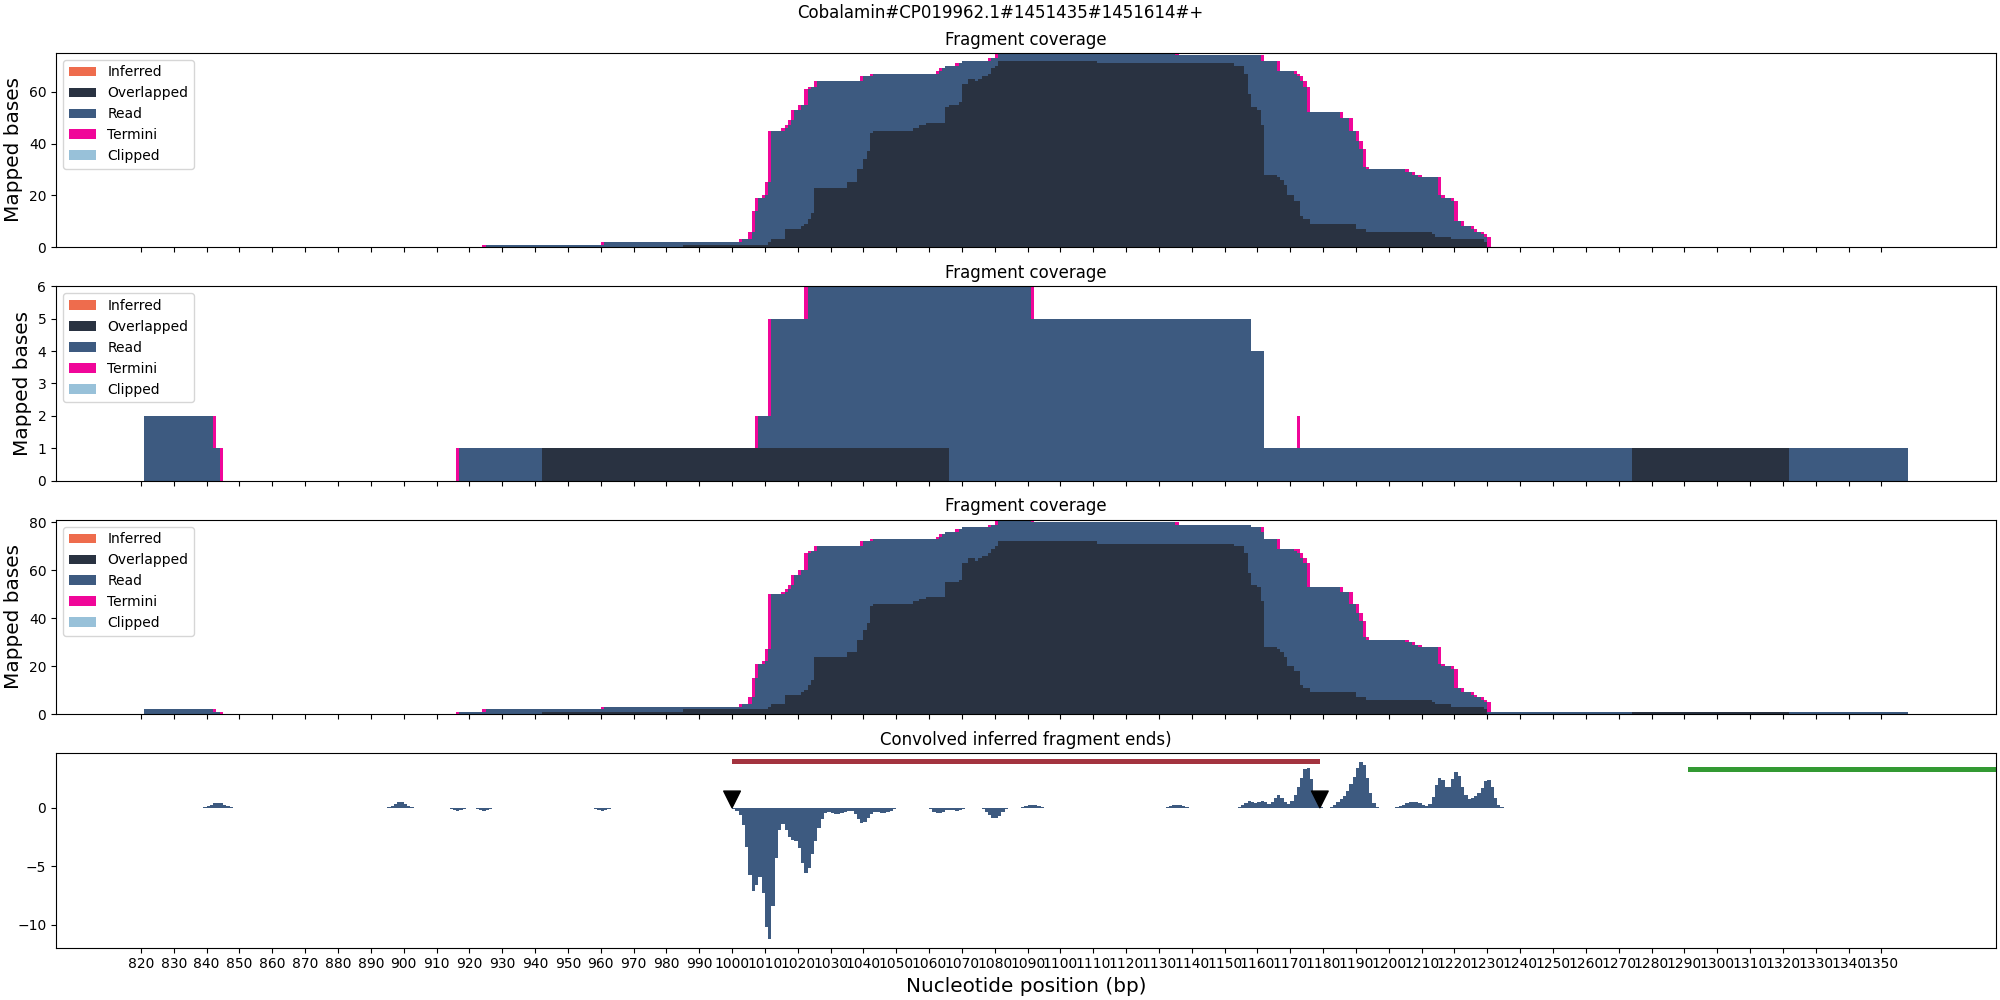 Cobalamin#CP019962.1#1451435#1451614#+
Fragment coverage
Mapped bases
60
40
20
0
Inferred
Overlapped
Read
Termini
Clipped
Fragment coverage
Mapped bases
6
5
4
3
2
1
0
Inferred
Overlapped
Read
Termini
Clipped
Fragment coverage
Mapped bases
80
60
40
20
0
Inferred
Overlapped
Read
Termini
Clipped
Convolved inferred fragment ends)
0
−5
−10
820 830 840 850 860 870 880 890 900 910 920 930 940 950 960 970 980 990 1000 1010 1020 1030 1040 1050 1060 1070 1080 1090 1100 1110 1120 1130 1140 1150 1160 1170 1180 1190 1200 1210 1220 1230 1240 1250 1260 1270 1280 1290 1300 1310 1320 1330 1340 1350
Nucleotide position (bp)